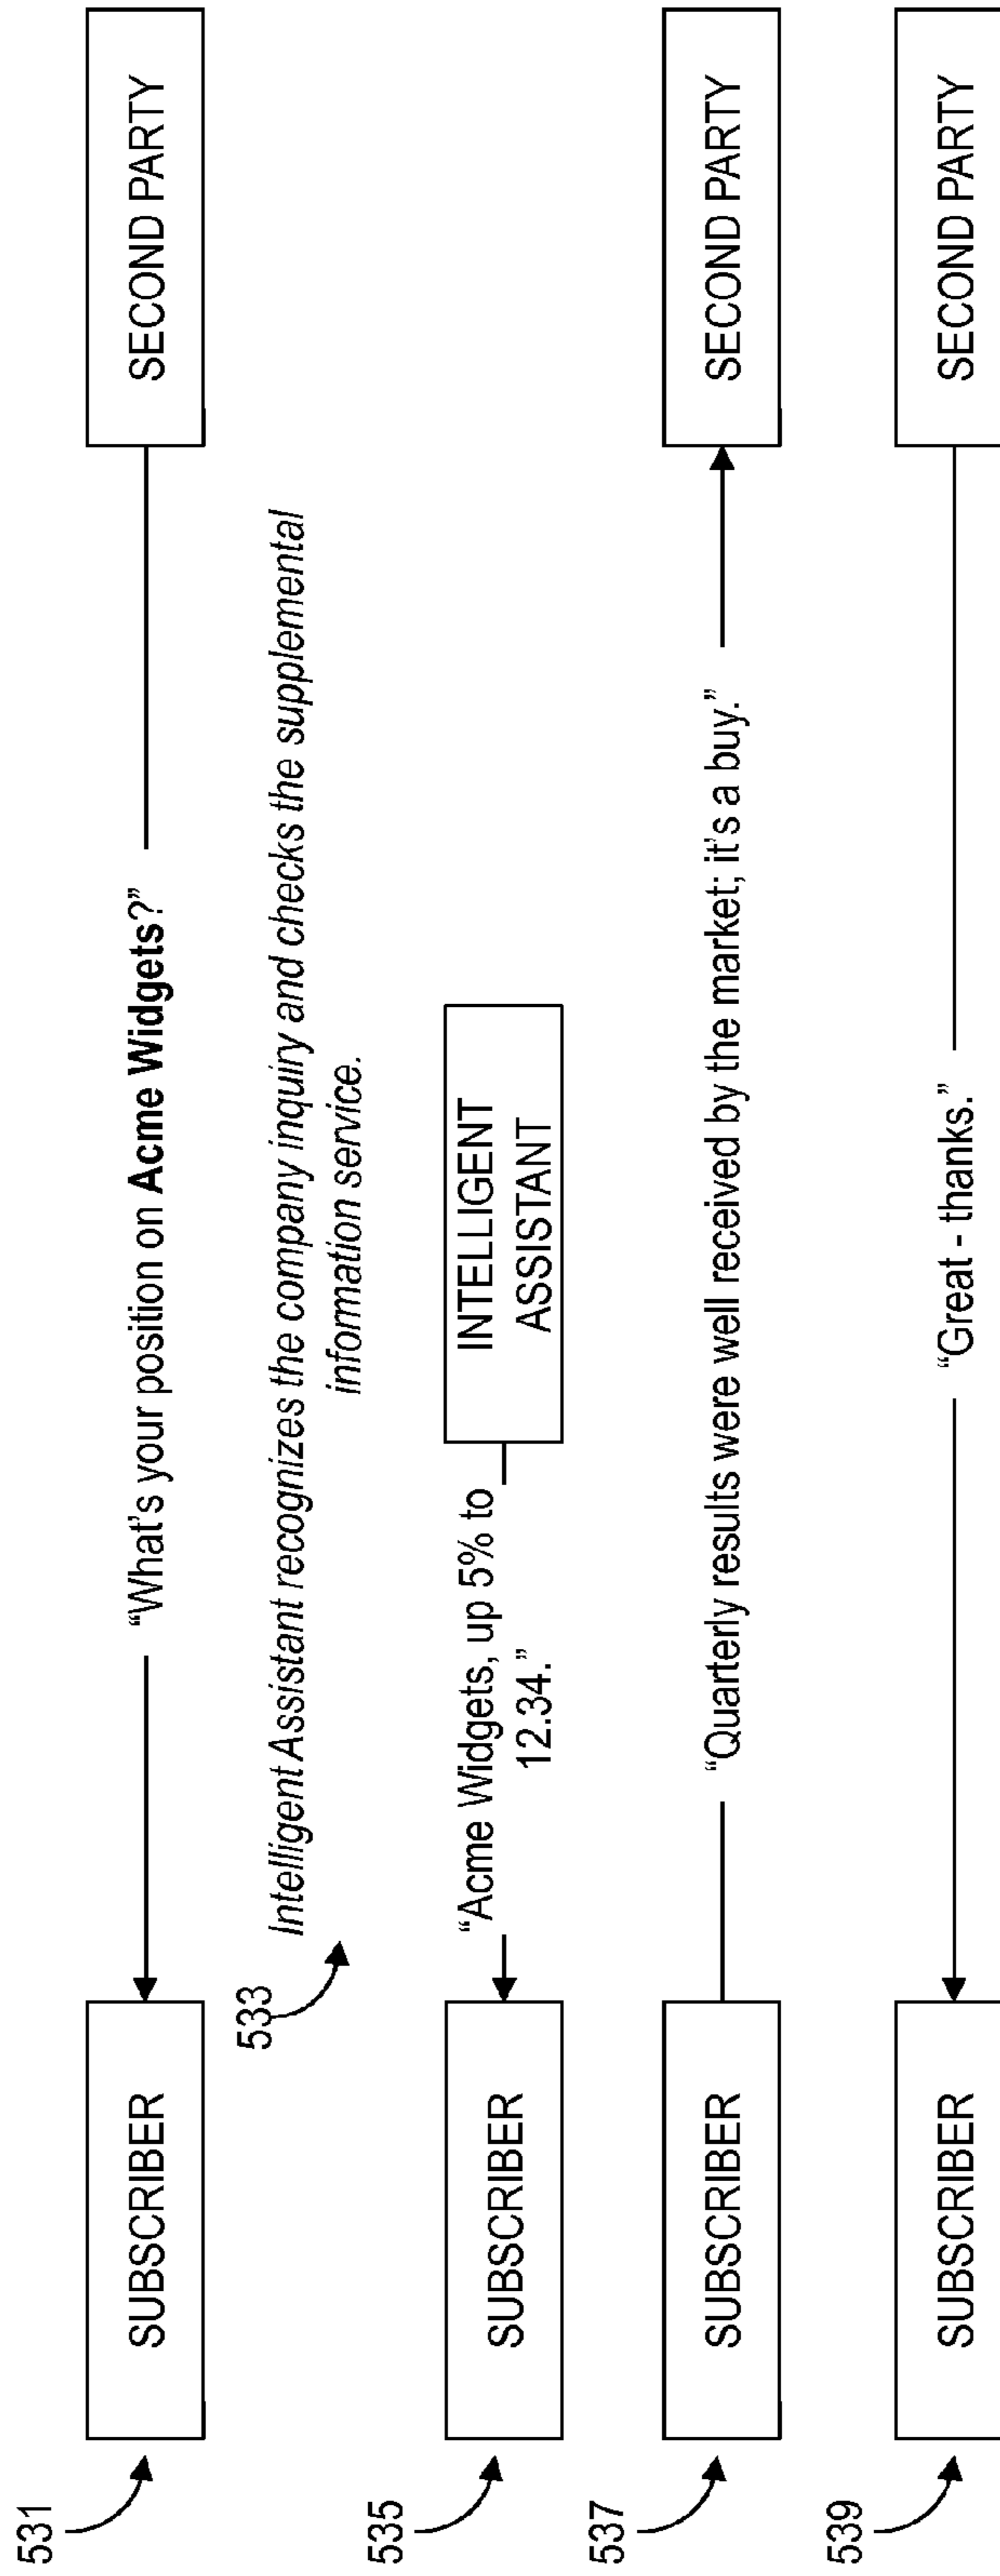 531
SUBSCRIBER
“What's your position on Acme Widgets?”
SECOND PARTY
533
Intelligent Assistant recognizes the company inquiry and checks the supplemental
information service.
535
SUBSCRIBER
“Acme Widgets, up 5% to
12.34.”
INTELLIGENT
ASSISTANT
537
SUBSCRIBER
“Quarterly results were well received by the market; it's a buy.”
SECOND PARTY
539
SUBSCRIBER
“Great - thanks.”
SECOND PARTY